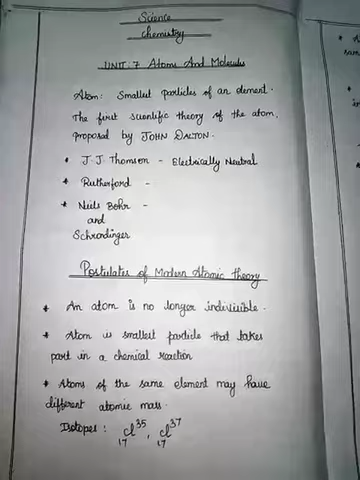 Science
Chemistry
UNIT: 7 Atoms And Molecules
Atom: Smallest particles of an element.
The first scientific theory of the atom,
proposed by JOHN DALTON.
* J.J. Thomson - Electrically Neutral
* Rutherford -
* Niels Bohr -
and
Schrondinger
Postulates of Modern Atomic theory
* An atom is no longer indivisible.
* Atom is smallest particle that takes
part in a chemical reaction
* Atoms of the same element may have
different atomic mass.
Isotopes: 17Cl35, 17Cl37